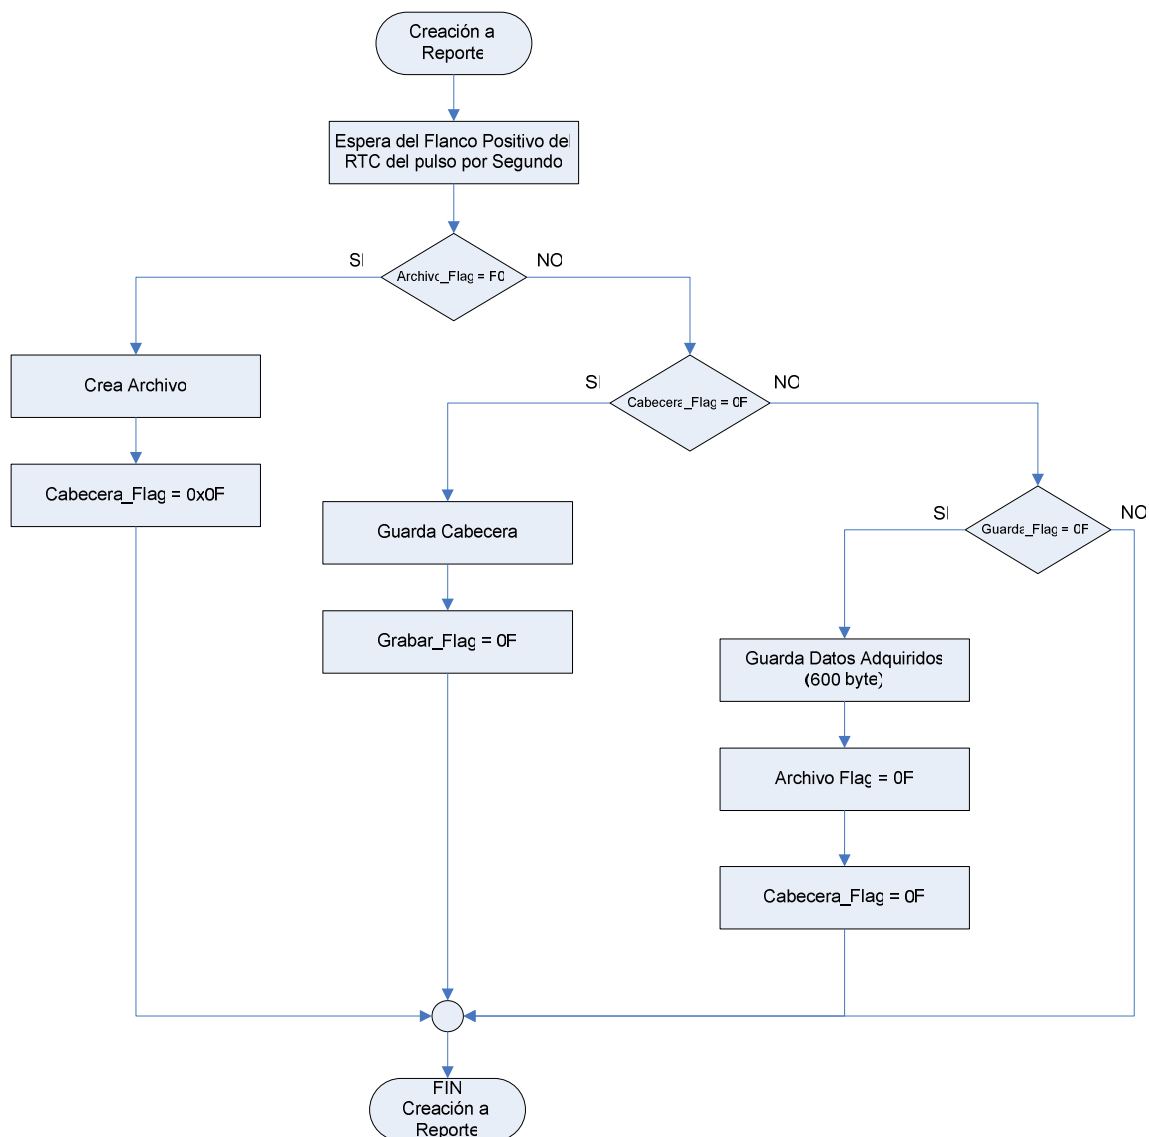 Creación a
Reporte
Espera del Flanco Positivo del
RTC del pulso por Segundo
SI
NO
Archivo_Flag = F0
Crea Archivo
SI
NO
Cabecera_Flag = 0F
Cabecera_Flag = 0x0F
SI
NO
Guarda_Flag = 0F
Guarda Cabecera
Grabar_Flag = 0F
Guarda Datos Adquiridos
(600 byte)
Archivo Flag = 0F
Cabecera_Flag = 0F
FIN
Creación a
Reporte